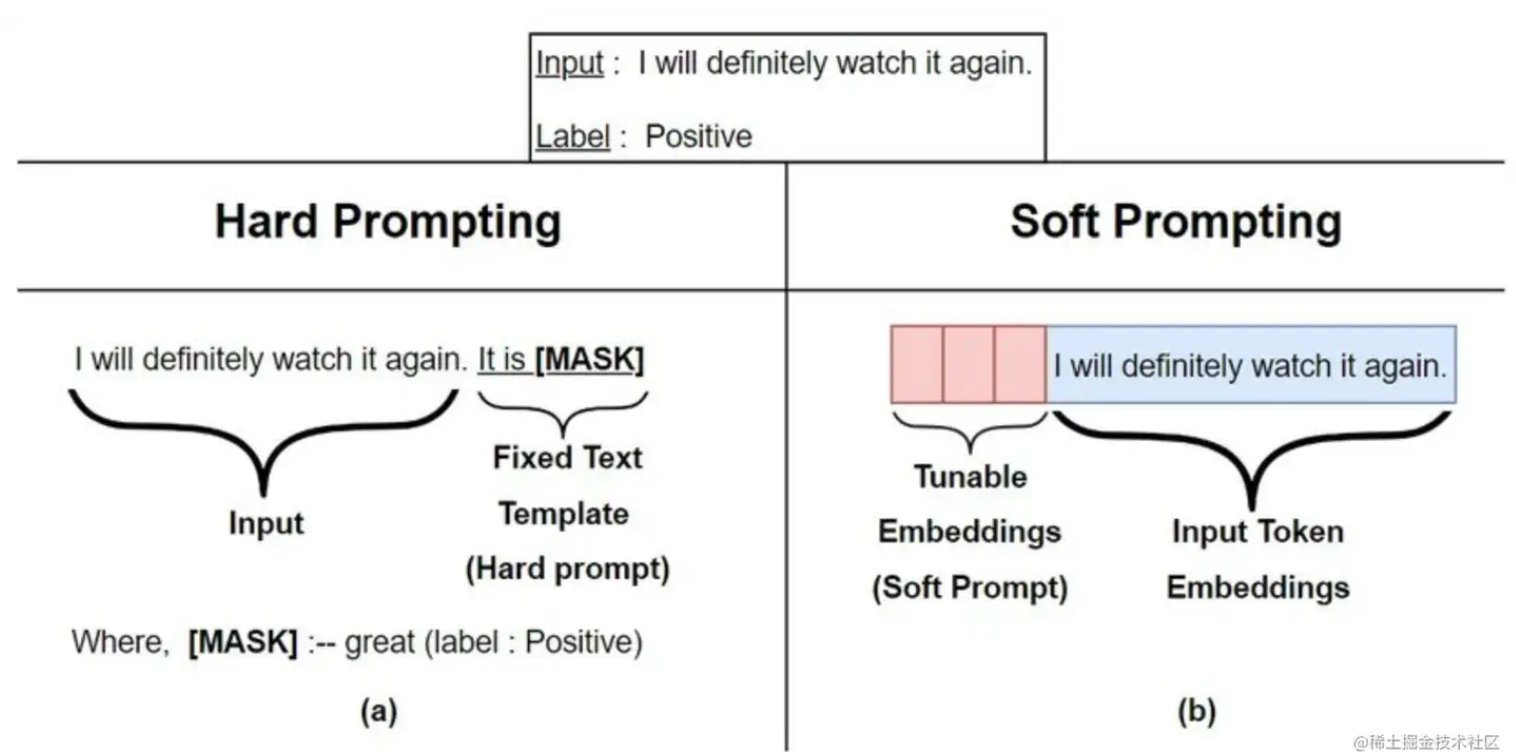 Input : I will definitely watch it again.
Label : Positive
Hard Prompting
Soft Prompting
I will definitely watch it again. It is [MASK]
Input
Fixed Text
Template
(Hard prompt)
Where, [MASK] :-- great (label : Positive)
(a)
I will definitely watch it again.
Tunable
Embeddings
(Soft Prompt)
Input Token
Embeddings
(b)
@稀土掘金技术社区